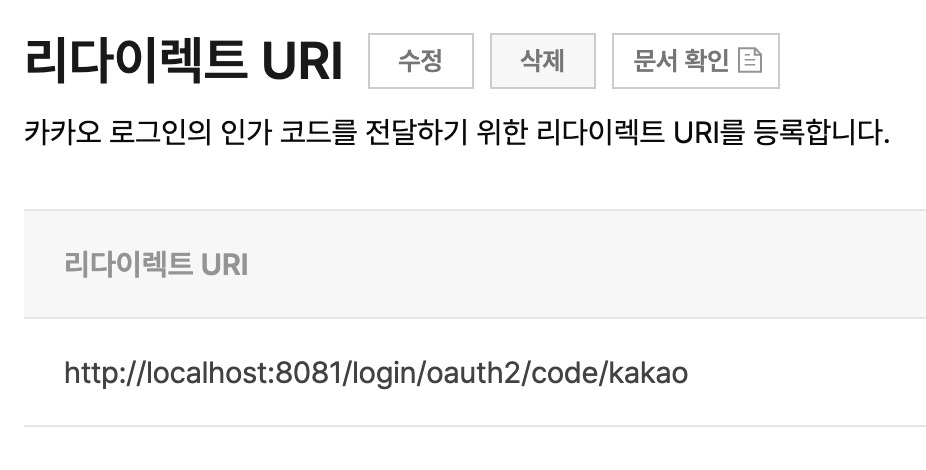 리다이렉트 URI 수정 삭제 문서 확인
카카오 로그인의 인가 코드를 전달하기 위한 리다이렉트 URI를 등록합니다.
리다이렉트 URI
http://localhost:8081/login/oauth2/code/kakao